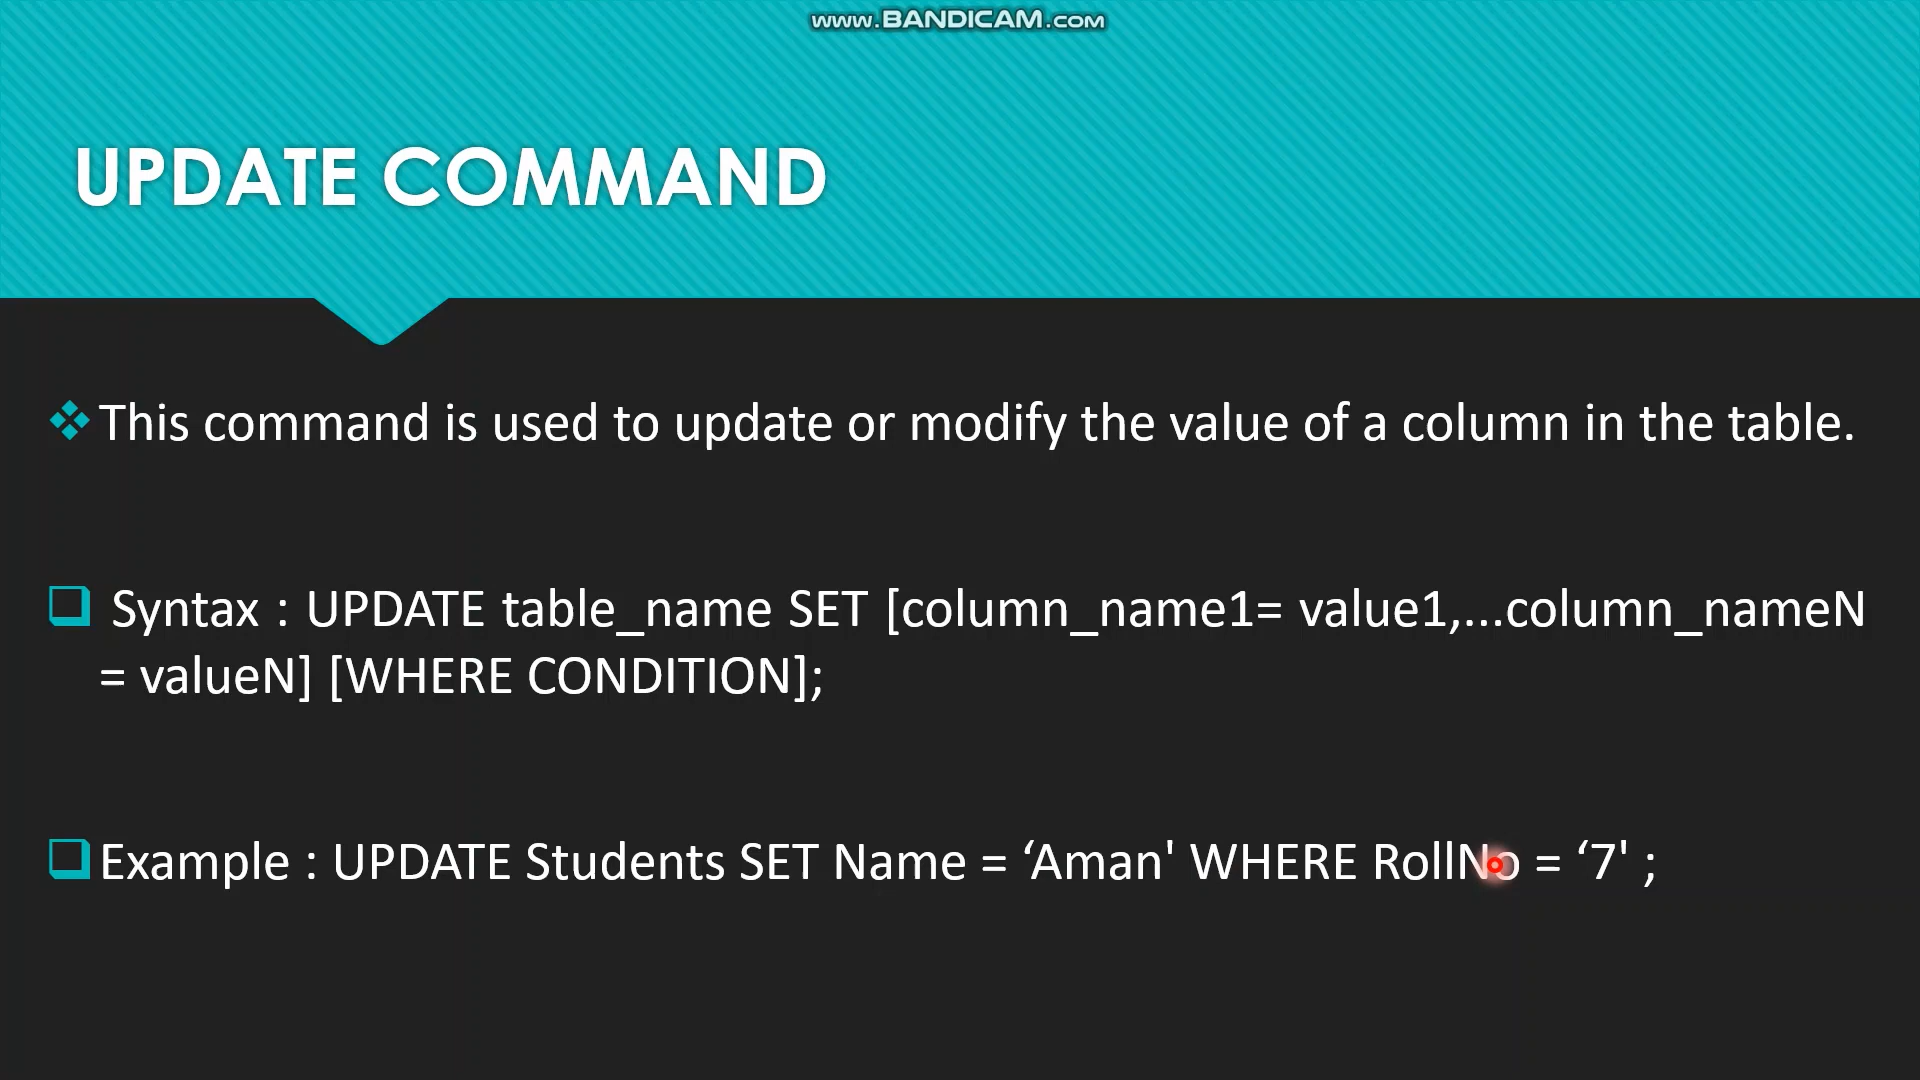 www.BANDICAM.com
UPDATE COMMAND
This command is used to update or modify the value of a column in the table.
Syntax : UPDATE table_name SET [column_name1= value1,...column_nameN
= valueN] [WHERE CONDITION];
Example : UPDATE Students SET Name = ‘Aman' WHERE RollNo = ‘7' ;